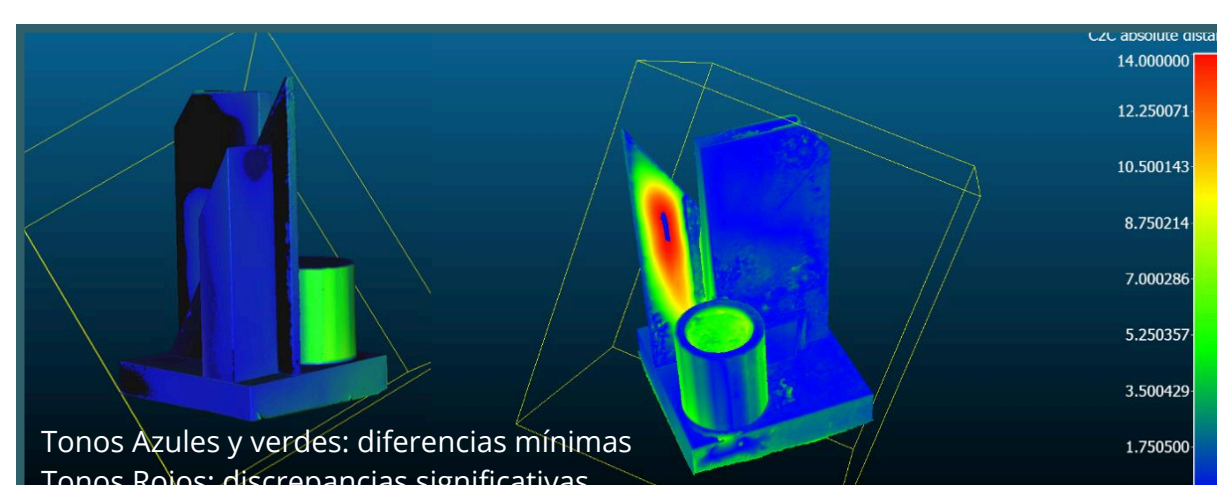 C2C absolute dista
14.000000
12.250071
10.500143
8.750214
7.000286
5.250357
3.500429
1.750500
Tonos Azules y verdes: diferencias mínimas
Tonos Rojos: discrepancias significativas